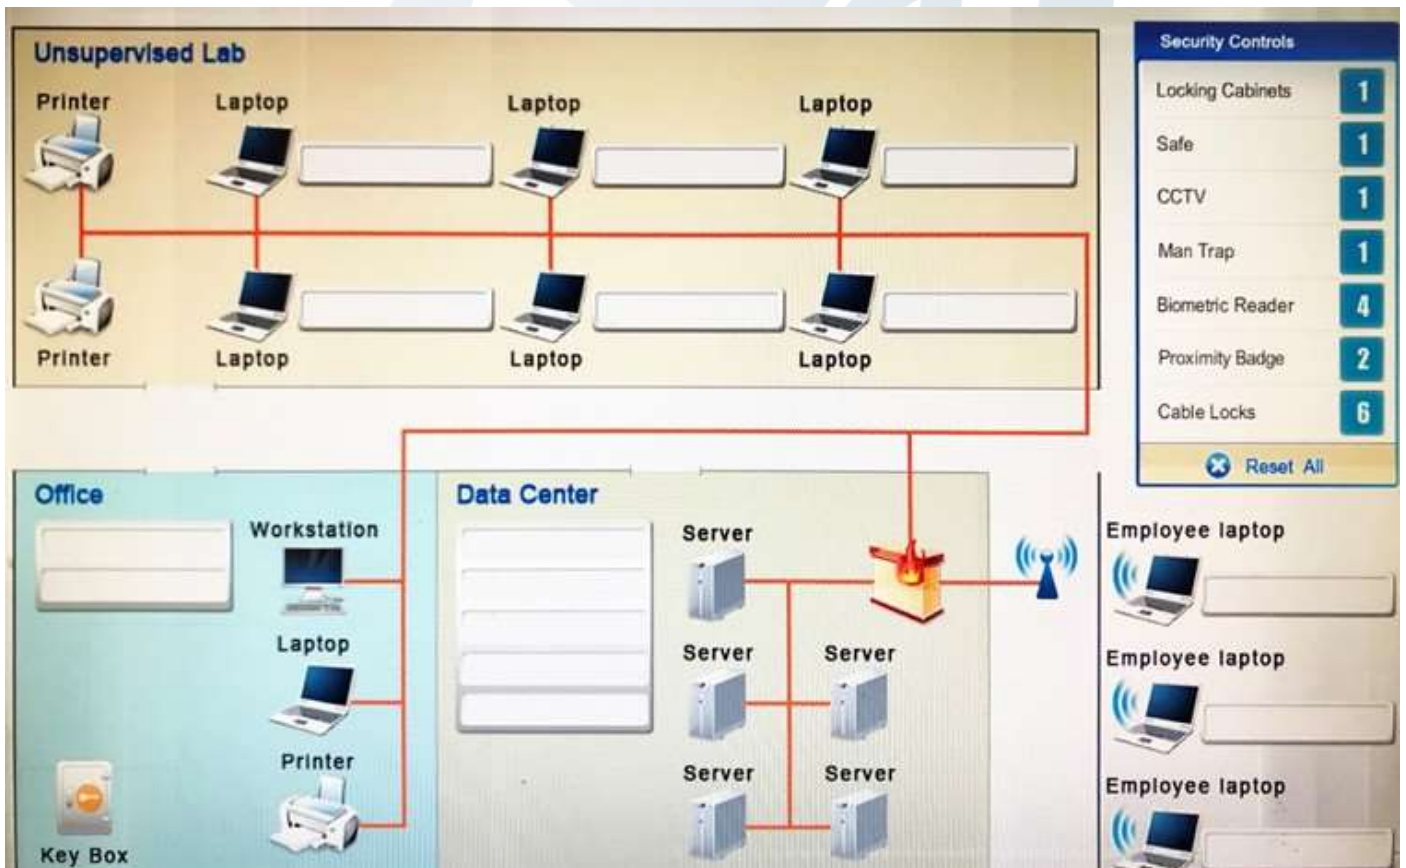 Unsupervised Lab
Printer
Laptop
Laptop
Laptop
Printer
Laptop
Laptop
Laptop
Security Controls
Locking Cabinets 1
Safe 1
CCTV 1
Man Trap 1
Biometric Reader 4
Proximity Badge 2
Cable Locks 6
Reset All
Office
Workstation
Laptop
Printer
Key Box
Data Center
Server
Server
Server
Server
Server
Employee laptop
Employee laptop
Employee laptop